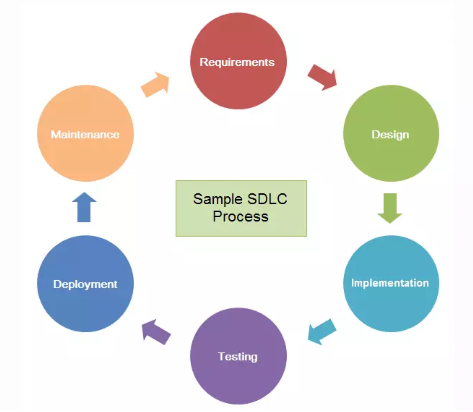 Requirements
Design
Implementation
Testing
Deployment
Maintenance
Sample SDLC
Process